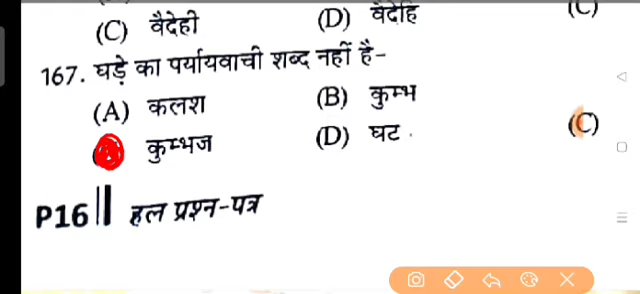 (C) वैदेही (D) वैदेहि (C)
167. घड़े का पर्यायवाची शब्द नहीं है-
(A) कलश (B) कुम्भ
कुम्भज (D) घट (C)
P16 || हल प्रश्न-पत्र